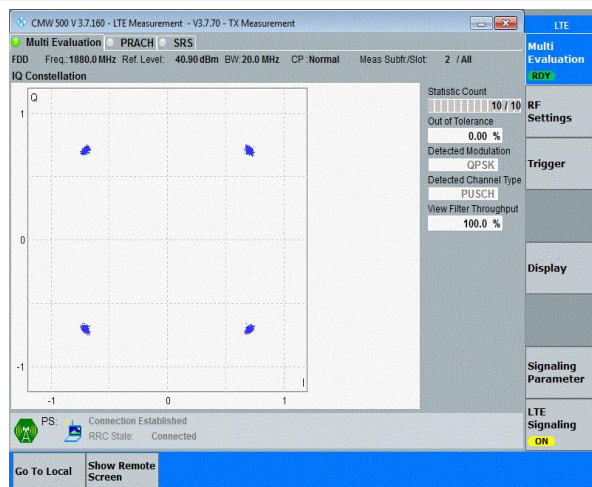 CMW 500 V 3.7.160 - LTE Measurement - V3.7.70 - TX Measurement
LTE
Multi Evaluation PRACH SRS
FDD Freq.: 1880.0 MHz Ref. Level: 40.90 dBm BW: 20.0 MHz CP: Normal Meas Subfr./Slot: 2 / All
IQ Constellation
Q
1
0
-1
I
-1 0 1
Statistic Count
10 / 10
Out of Tolerance
0.00 %
Detected Modulation
QPSK
Detected Channel Type
PUSCH
View Filter Throughput
100.0 %
Multi
Evaluation
RDY
RF
Settings
Trigger
Display
Signaling
Parameter
LTE
Signaling
ON
PS: Connection Established
RRC State: Connected
Go To Local
Show Remote
Screen